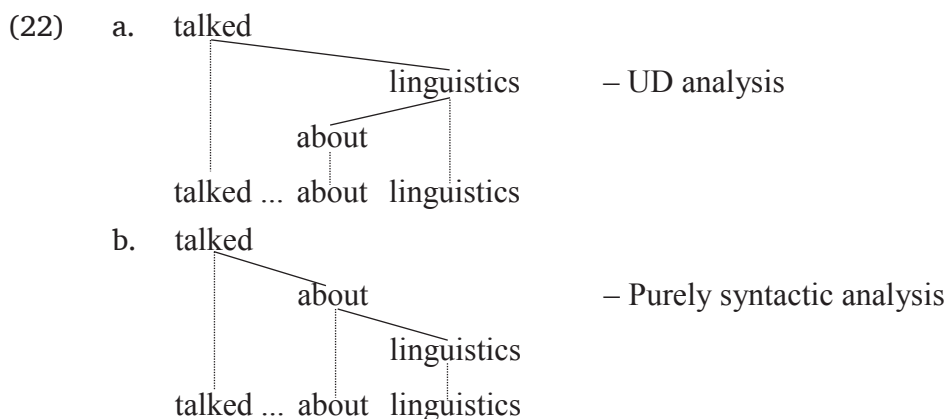 (22) a. talked
linguistics – UD analysis
about
talked ... about linguistics
b. talked
about – Purely syntactic analysis
linguistics
talked ... about linguistics